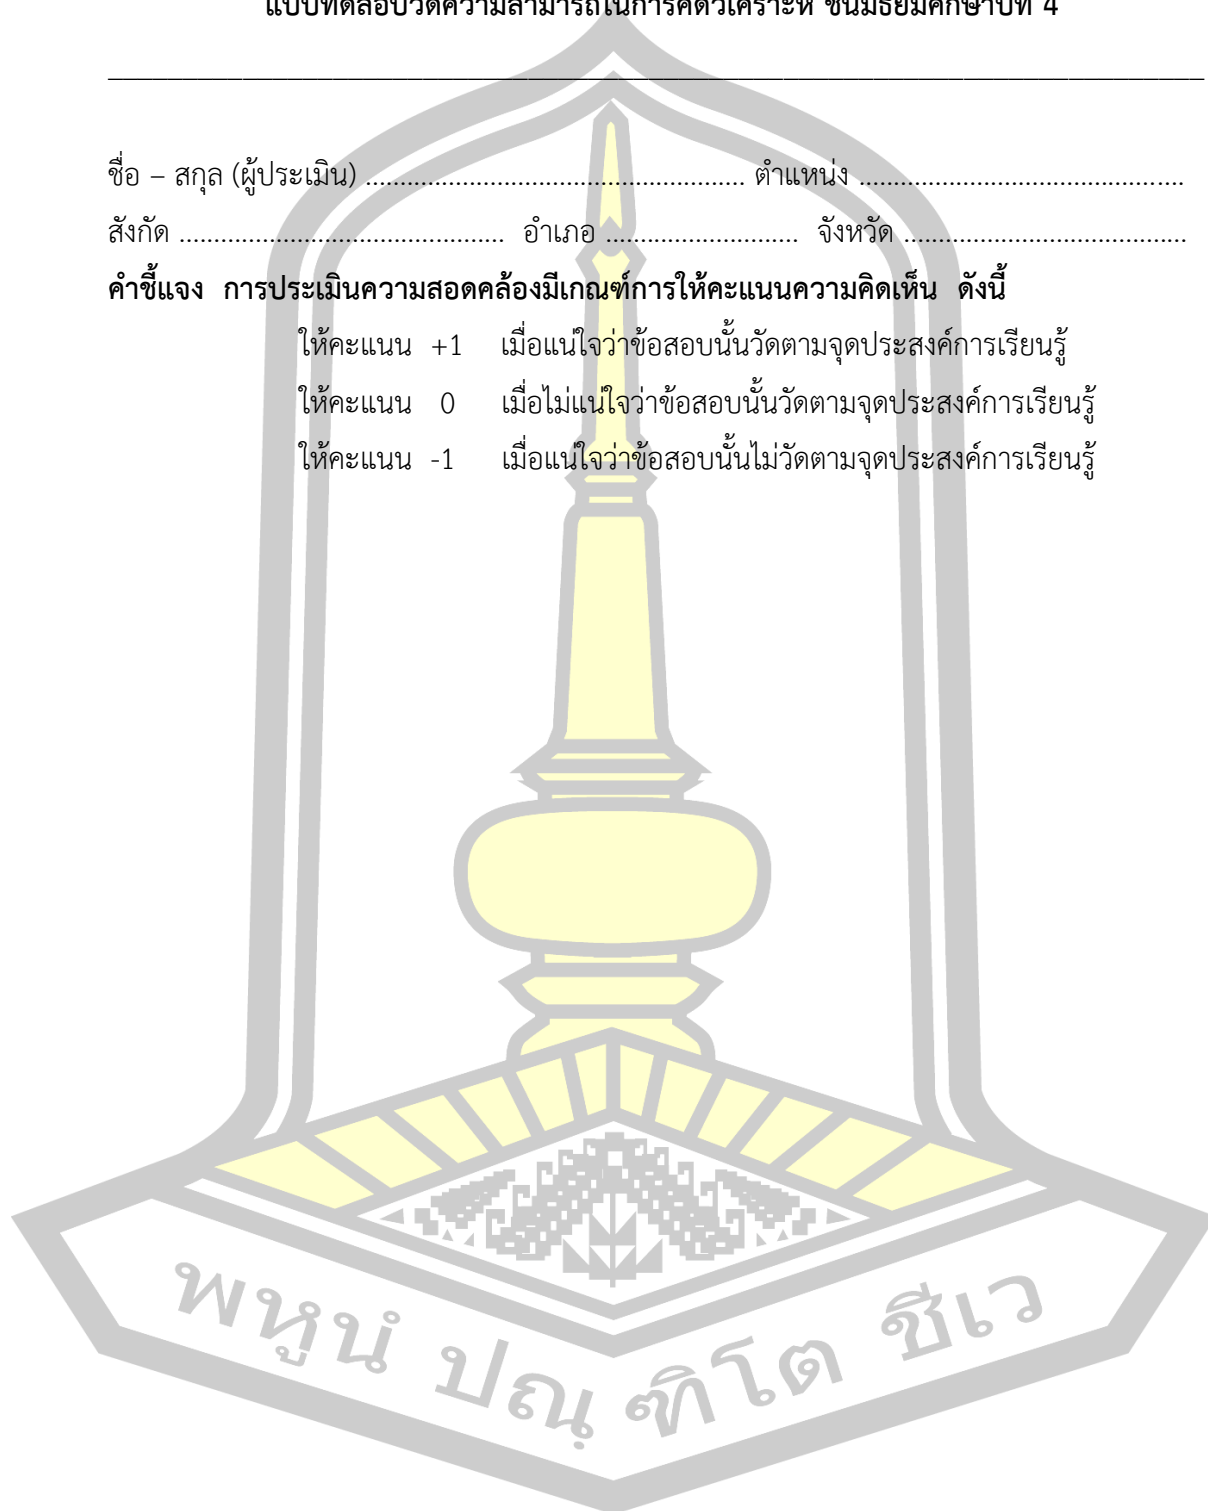 แบบทดสอบวัดความสามารถในการคิดวิเคราะห์ ชั้นมัธยมศึกษาปีที่ 4
ชื่อ – สกุล (ผู้ประเมิน) ....................................................... ตำแหน่ง ...............................................
สังกัด ............................................... อำเภอ ............................ จังหวัด .........................................
คำชี้แจง การประเมินความสอดคล้องมีเกณฑ์การให้คะแนนความคิดเห็น ดังนี้
ให้คะแนน +1 เมื่อแน่ใจว่าข้อสอบนั้นวัดตามจุดประสงค์การเรียนรู้
ให้คะแนน 0 เมื่อไม่แน่ใจว่าข้อสอบนั้นวัดตามจุดประสงค์การเรียนรู้
ให้คะแนน -1 เมื่อแน่ใจว่าข้อสอบนั้นไม่วัดตามจุดประสงค์การเรียนรู้
พหูนํ ปณฺ ฑิโต ชีเว